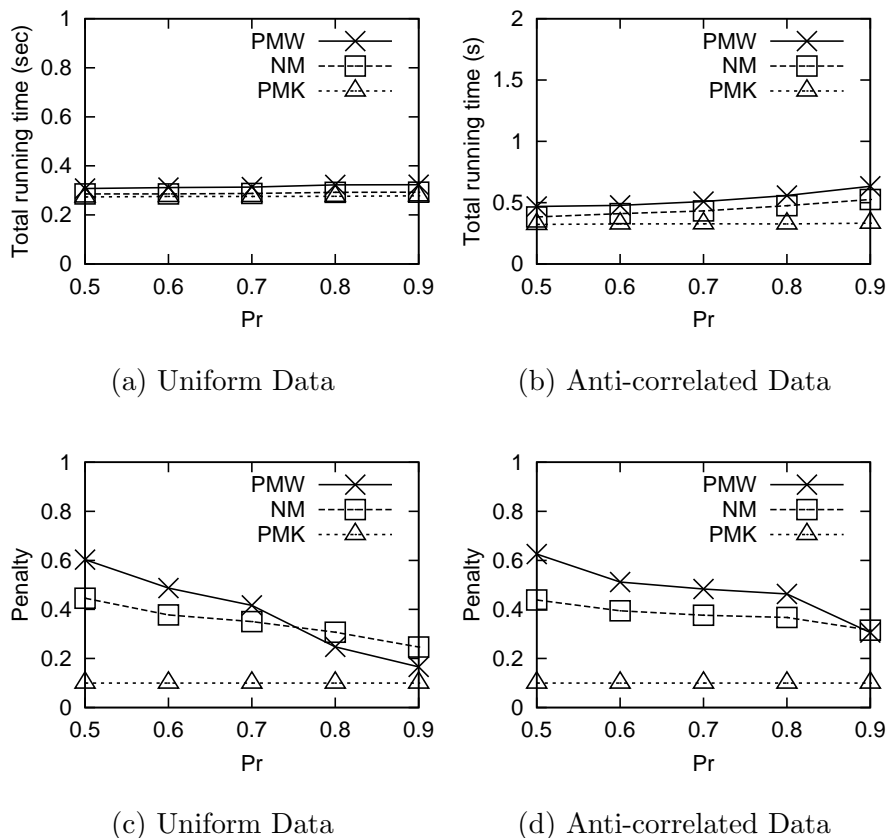 Total running time (sec)
1
0.8
0.6
0.4
0.2
0
0.5 0.6 0.7 0.8 0.9
Pr
PMW
NM
PMK
(a) Uniform Data
Total running time (s)
2
1.5
1
0.5
0
0.5 0.6 0.7 0.8 0.9
Pr
PMW
NM
PMK
(b) Anti-correlated Data
Penalty
1
0.8
0.6
0.4
0.2
0
0.5 0.6 0.7 0.8 0.9
Pr
PMW
NM
PMK
(c) Uniform Data
Penalty
1
0.8
0.6
0.4
0.2
0
0.5 0.6 0.7 0.8 0.9
Pr
PMW
NM
PMK
(d) Anti-correlated Data